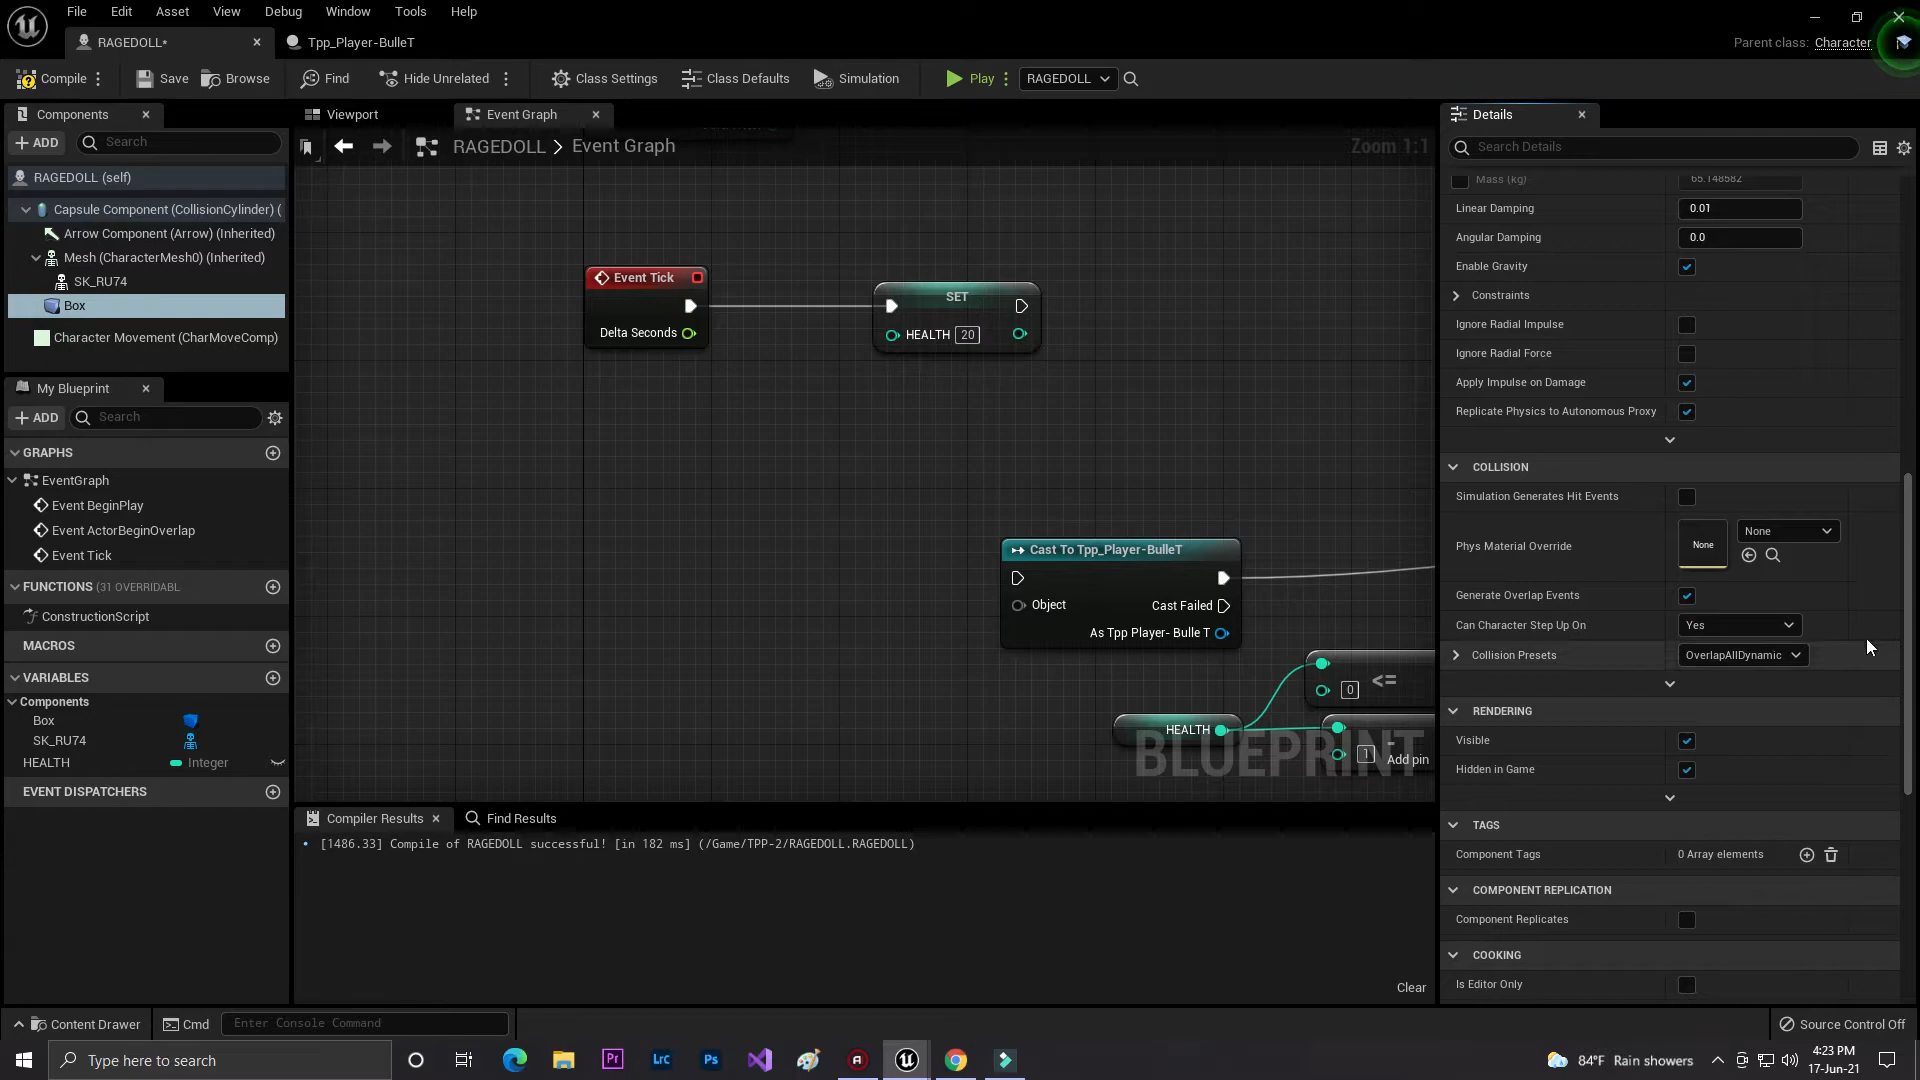 File Edit View Asset Debug Window Tools Help
RAGEDOLL*
Tpp_Player-BulleT
Parent class: Character
Compile
Save
Browse
Find
Hide Unrelated
Class Settings
Class Defaults
Simulation
Play
RAGEDOLL
Components
ADD
Search
RAGEDOLL (self)
Capsule Component (CollisionCylinder) (
Arrow Component (Arrow) (Inherited)
Mesh (CharacterMesh0) (Inherited)
SK_RU74
Box
Character Movement (CharMoveComp)
My Blueprint
ADD
Search
GRAPHS
EventGraph
Event BeginPlay
Event ActorBeginOverlap
Event Tick
FUNCTIONS (31 OVERRIDABL
ConstructionScript
MACROS
VARIABLES
Components
Box
SK_RU74
HEALTH Integer
EVENT DISPATCHERS
Viewport
Event Graph
RAGEDOLL > Event Graph
Zoom 1:1
Event Tick
Delta Seconds
SET
HEALTH 20
Cast To Tpp_Player-BulleT
Object
Cast Failed
As Tpp Player- Bulle T
0 <=
HEALTH
1 -
Add pin
BLUEPRINT
Compiler Results
Find Results
• [1486.33] Compile of RAGEDOLL successful! [in 182 ms] (/Game/TPP-2/RAGEDOLL.RAGEDOLL)
Clear
Details
Search Details
Mass (kg) 65.148582
Linear Damping 0.01
Angular Damping 0.0
Enable Gravity
Constraints
Ignore Radial Impulse
Ignore Radial Force
Apply Impulse on Damage
Replicate Physics to Autonomous Proxy
COLLISION
Simulation Generates Hit Events
Phys Material Override None None
Generate Overlap Events
Can Character Step Up On Yes
Collision Presets OverlapAllDynamic
RENDERING
Visible
Hidden in Game
TAGS
Component Tags 0 Array elements
COMPONENT REPLICATION
Component Replicates
COOKING
Is Editor Only
Content Drawer
Cmd
Enter Console Command
Source Control Off
Type here to search
Pr
Lrc
Ps
84°F Rain showers
4:23 PM
17-Jun-21